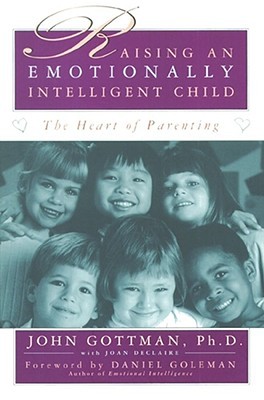 RAISING AN
EMOTIONALLY
INTELLIGENT CHILD
The Heart of Parenting
JOHN GOTTMAN, Ph.D.
with JOAN DECLAIRE
Foreword by DANIEL GOLEMAN
Author of Emotional Intelligence